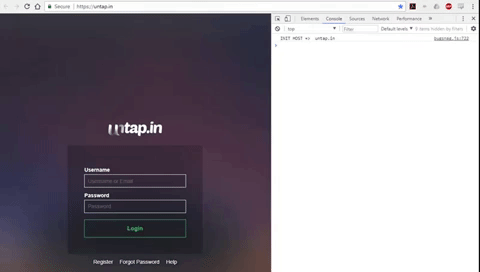 Secure https://untap.in
Elements Console Sources Network Performance »
top Filter Default levels 5 items hidden by filters
INIT HOST => untap.in
untap.in
Username
Username or Email
Password
Password
Login
Register Forgot Password Help